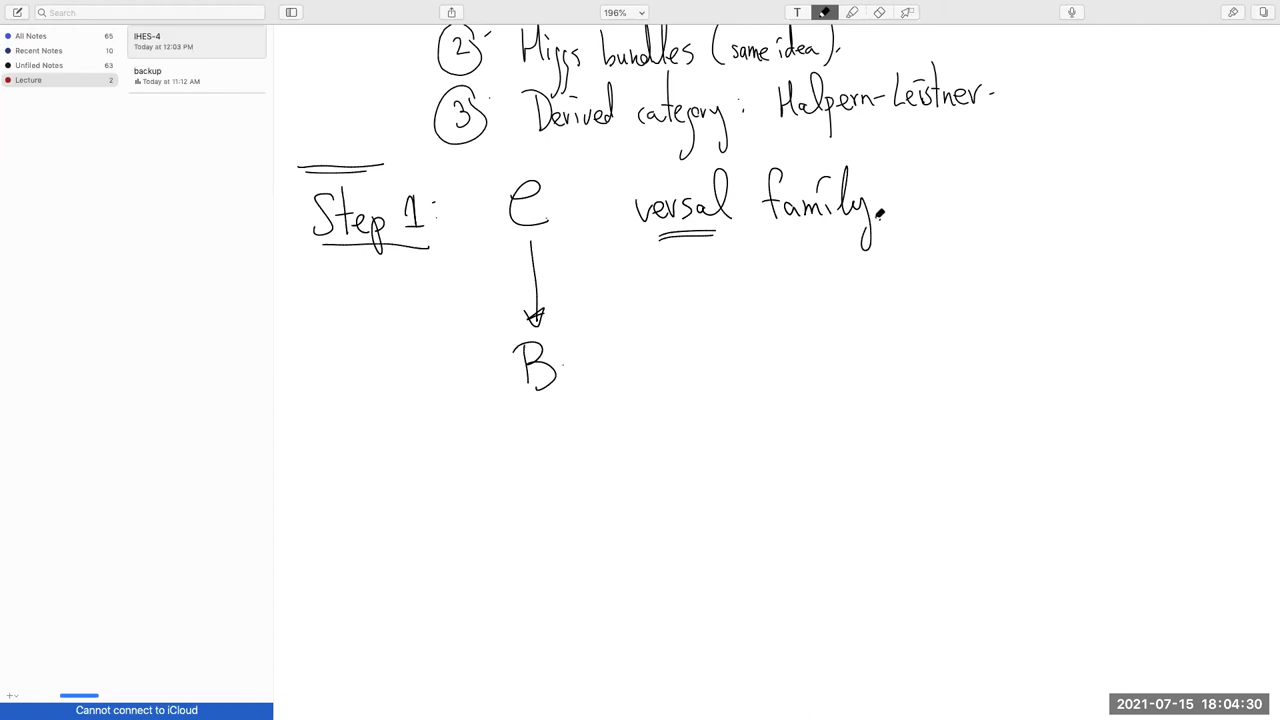 Search
196%
T
All Notes 65
Recent Notes 10
Unfiled Notes 63
Lecture 2
IHES-4
Today at 12:03 PM
backup
Today at 11:12 AM
② Higgs bundles (same idea).
③ Derived category: Halpern-Leistner-
Step 1: C versal family.
B
Cannot connect to iCloud
2021-07-15 18:04:30